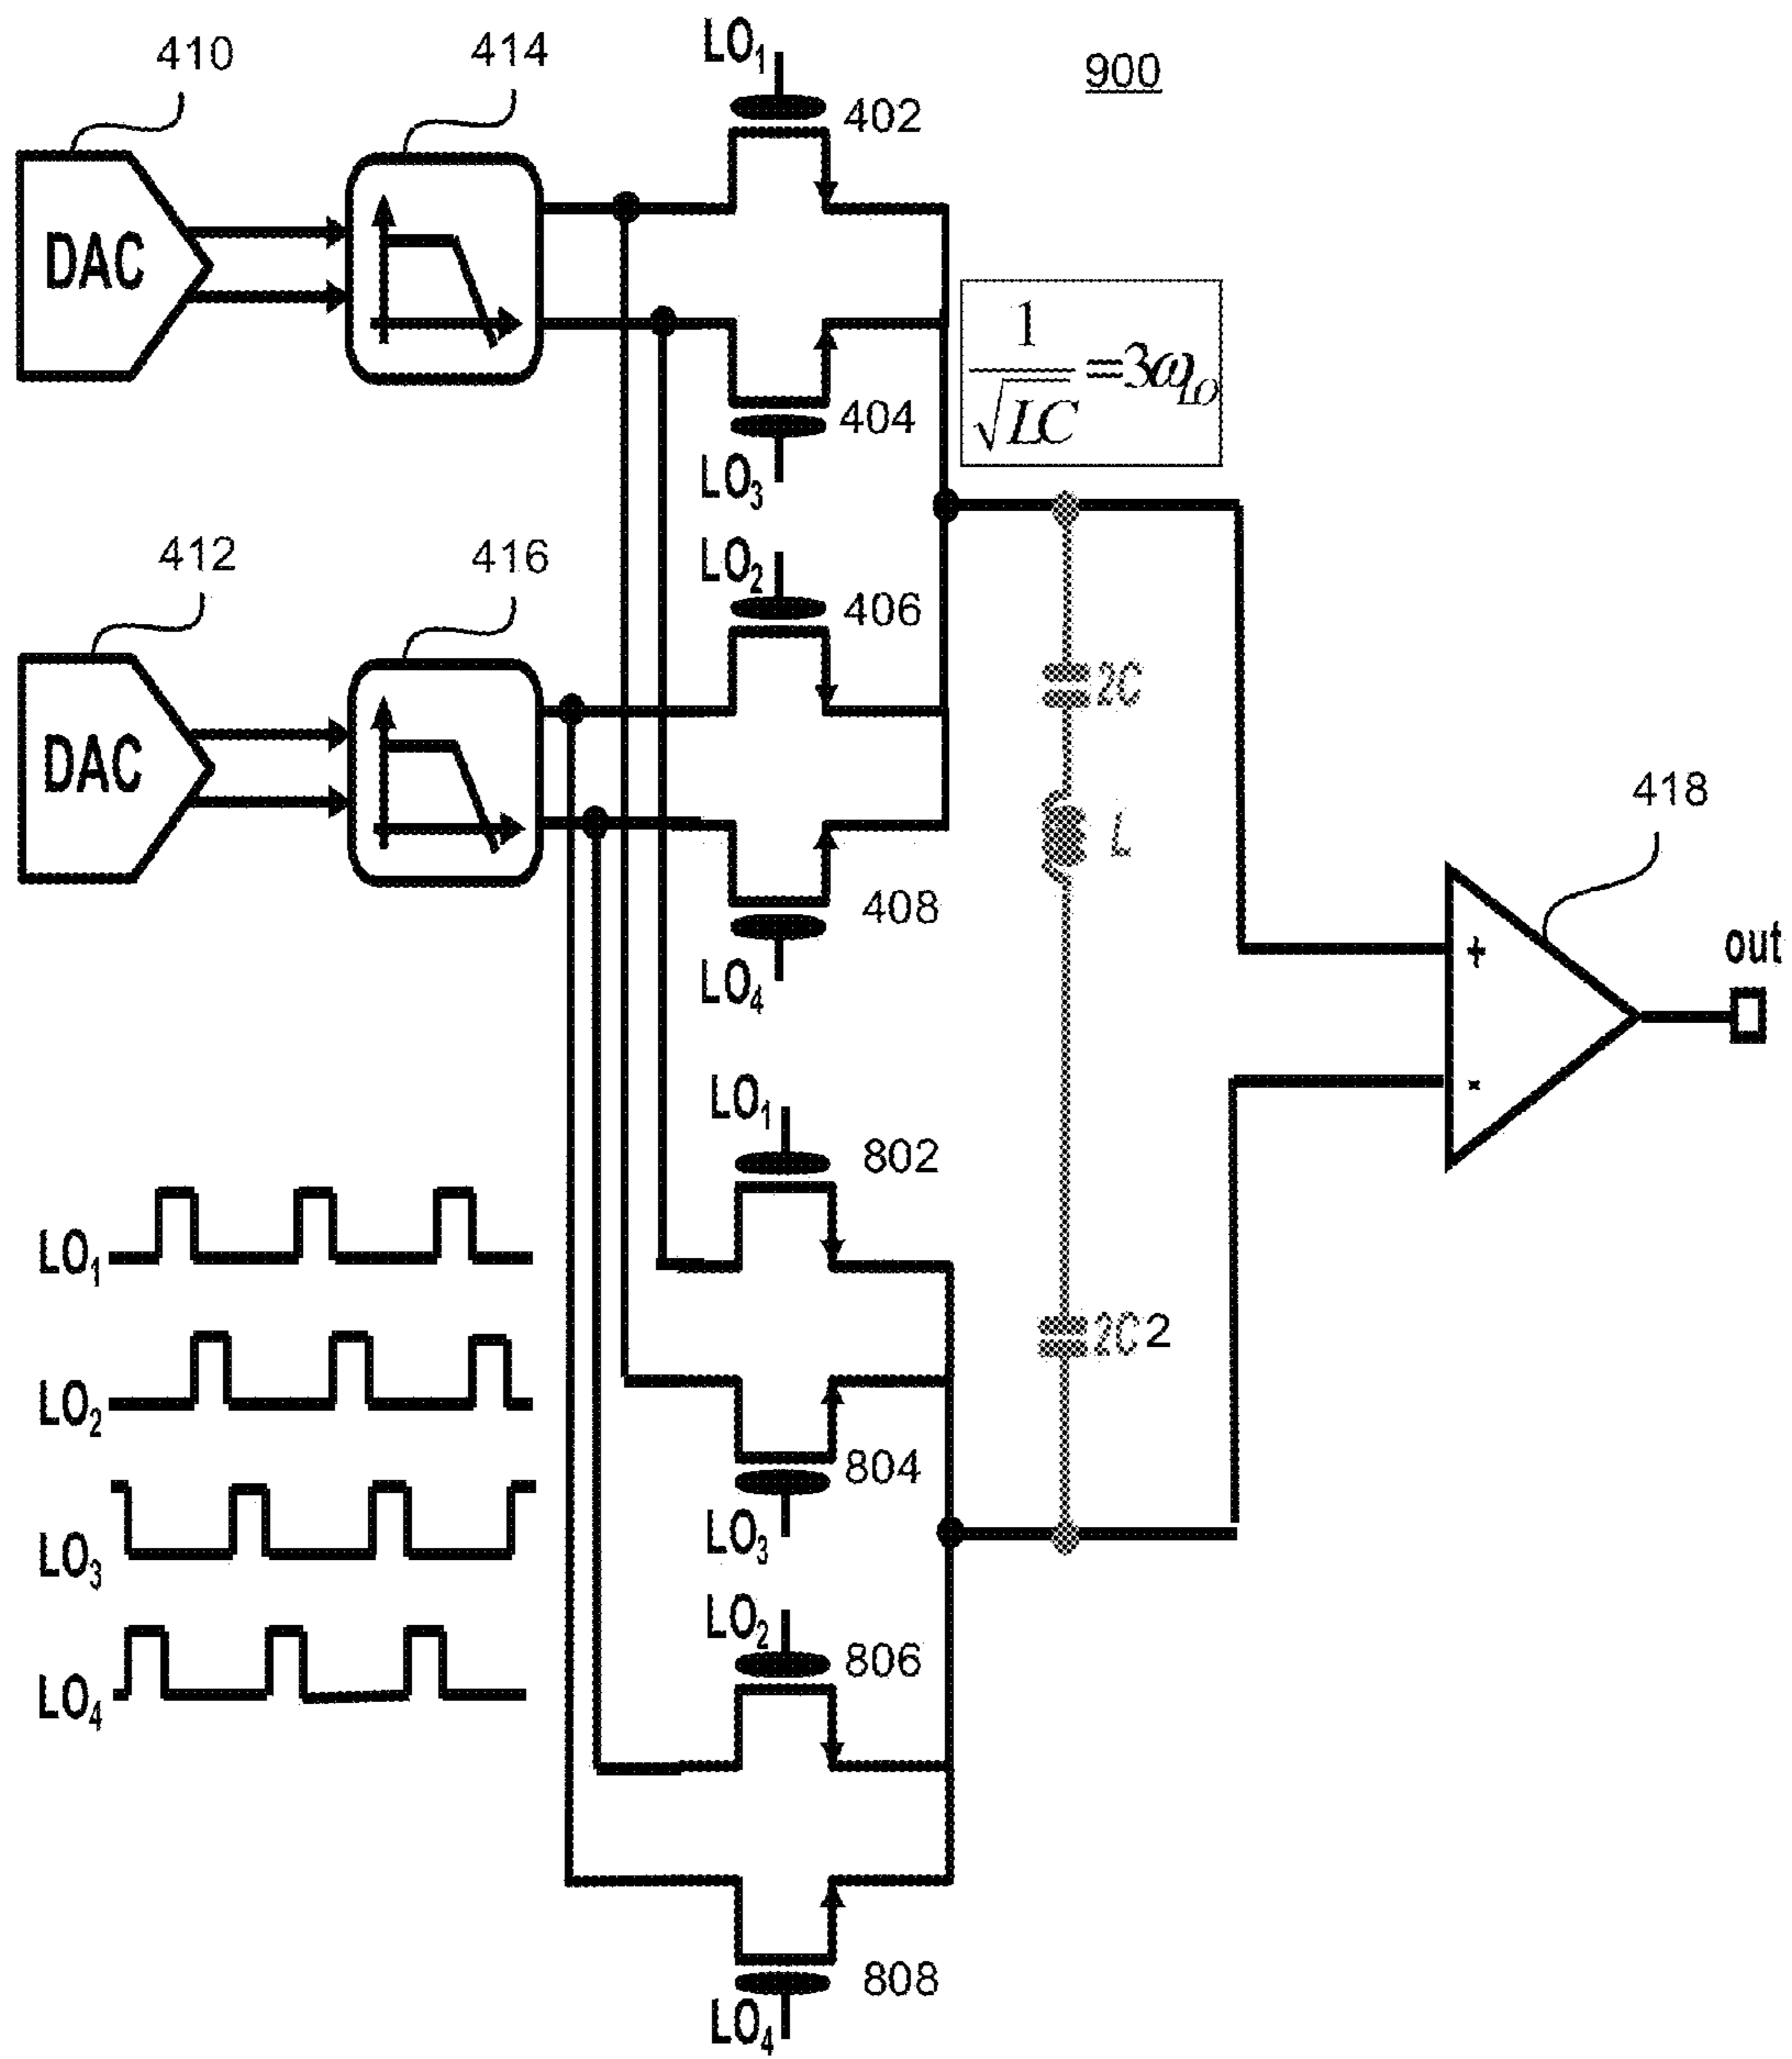 410
414
LO1
900
402
DAC
1/√LC = 3ωLO
404
LO3
412
416
LO2
406
DAC
2C
L
418
408
out
LO4
+
-
LO1
802
LO1
2C2
LO2
804
LO3
LO3
LO2
806
LO4
808
LO4